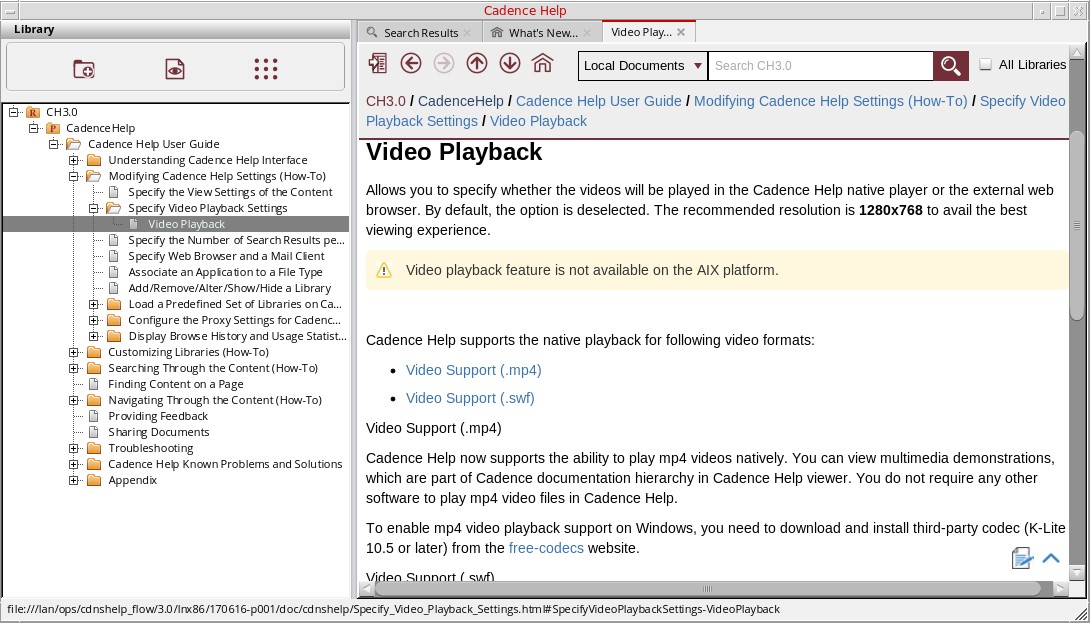 Cadence Help
Library
Search Results
What's New...
Video Play...
Local Documents
Search CH3.0
All Libraries
CH3.0
CadenceHelp
Cadence Help User Guide
Understanding Cadence Help Interface
Modifying Cadence Help Settings (How-To)
Specify the View Settings of the Content
Specify Video Playback Settings
Video Playback
Specify the Number of Search Results pe...
Specify Web Browser and a Mail Client
Associate an Application to a File Type
Add/Remove/Alter/Show/Hide a Library
Load a Predefined Set of Libraries on Ca...
Configure the Proxy Settings for Cadenc...
Display Browse History and Usage Statist...
Customizing Libraries (How-To)
Searching Through the Content (How-To)
Finding Content on a Page
Navigating Through the Content (How-To)
Providing Feedback
Sharing Documents
Troubleshooting
Cadence Help Known Problems and Solutions
Appendix
CH3.0 / CadenceHelp / Cadence Help User Guide / Modifying Cadence Help Settings (How-To) / Specify Video
Playback Settings / Video Playback
Video Playback
Allows you to specify whether the videos will be played in the Cadence Help native player or the external web
browser. By default, the option is deselected. The recommended resolution is 1280x768 to avail the best
viewing experience.
Video playback feature is not available on the AIX platform.
Cadence Help supports the native playback for following video formats:
• Video Support (.mp4)
• Video Support (.swf)
Video Support (.mp4)
Cadence Help now supports the ability to play mp4 videos natively. You can view multimedia demonstrations,
which are part of Cadence documentation hierarchy in Cadence Help viewer. You do not require any other
software to play mp4 video files in Cadence Help.
To enable mp4 video playback support on Windows, you need to download and install third-party codec (K-Lite
10.5 or later) from the free-codecs website.
Video Support (.swf)
file:///lan/ops/cdnshelp_flow/3.0/lnx86/170616-p001/doc/cdnshelp/Specify_Video_Playback_Settings.html#SpecifyVideoPlaybackSettings-VideoPlayback